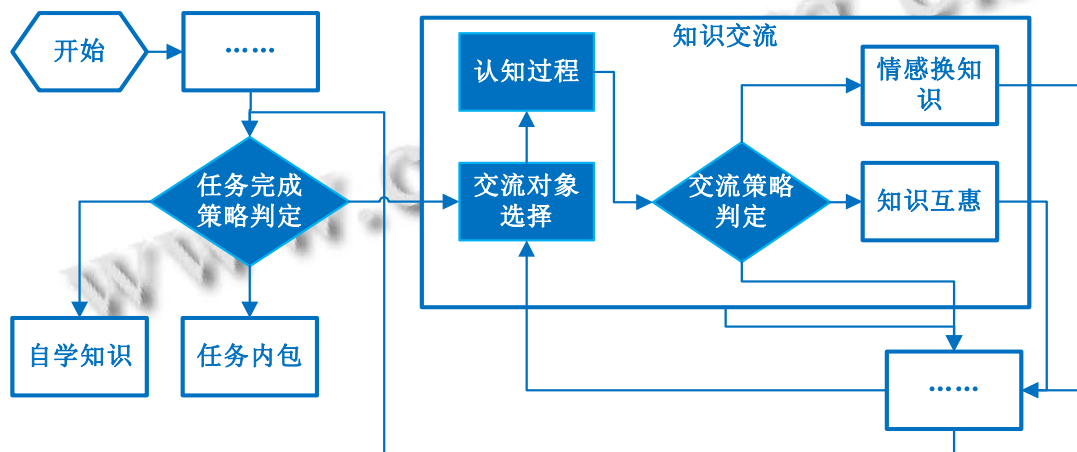 开始
……
知识交流
认知过程
情感换知
识
任务完成
策略判定
交流对象
选择
交流策略
判定
知识互惠
自学知识
任务内包
……
www.c